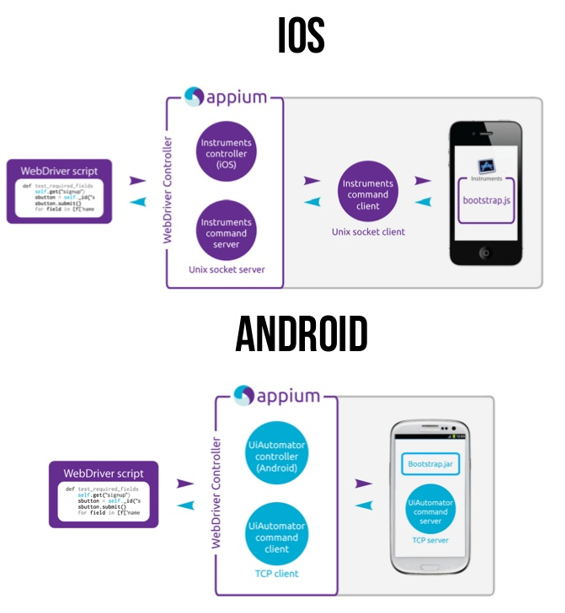 IOS
appium
WebDriver Controller
Instruments
controller
(iOS)
WebDriver script
def test_required_fields
self.get("signup")
sbutton = self._id("s
sbutton.submit()
for field in ["name
Instruments
command
server
Unix socket server
Instruments
command
client
Unix socket client
Instruments
bootstrap.js
ANDROID
appium
WebDriver Controller
UiAutomator
controller
(Android)
WebDriver script
def test_required_fields
self.get("signup")
sbutton = self._id("s
sbutton.submit()
for field in ["name
UiAutomator
command
client
TCP client
Bootstrap.jar
UiAutomator
command
server
TCP server